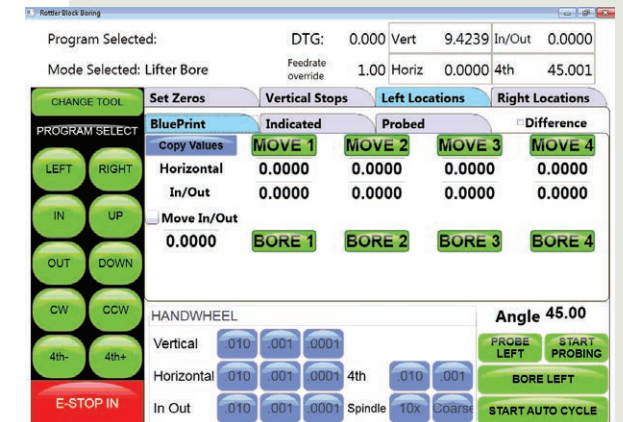 Rottler Block Boring
Program Selected: DTG: 0.000 Vert 9.4239 In/Out 0.0000
Mode Selected: Lifter Bore Feedrate override 1.00 Horiz 0.0000 4th 45.001
CHANGE TOOL Set Zeros Vertical Stops Left Locations Right Locations
PROGRAM SELECT BluePrint Indicated Probed Difference
Copy Values MOVE 1 MOVE 2 MOVE 3 MOVE 4
LEFT RIGHT Horizontal 0.0000 0.0000 0.0000 0.0000
In/Out 0.0000 0.0000 0.0000 0.0000
IN UP Move In/Out
0.0000 BORE 1 BORE 2 BORE 3 BORE 4
OUT DOWN
CW CCW HANDWHEEL Angle 45.00
Vertical .010 .001 .0001 PROBE LEFT START PROBING
4th- 4th+ Horizontal .010 .001 .0001 4th .010 .001 BORE LEFT
E-STOP IN In Out .010 .001 .0001 Spindle 10x Coarse START AUTO CYCLE